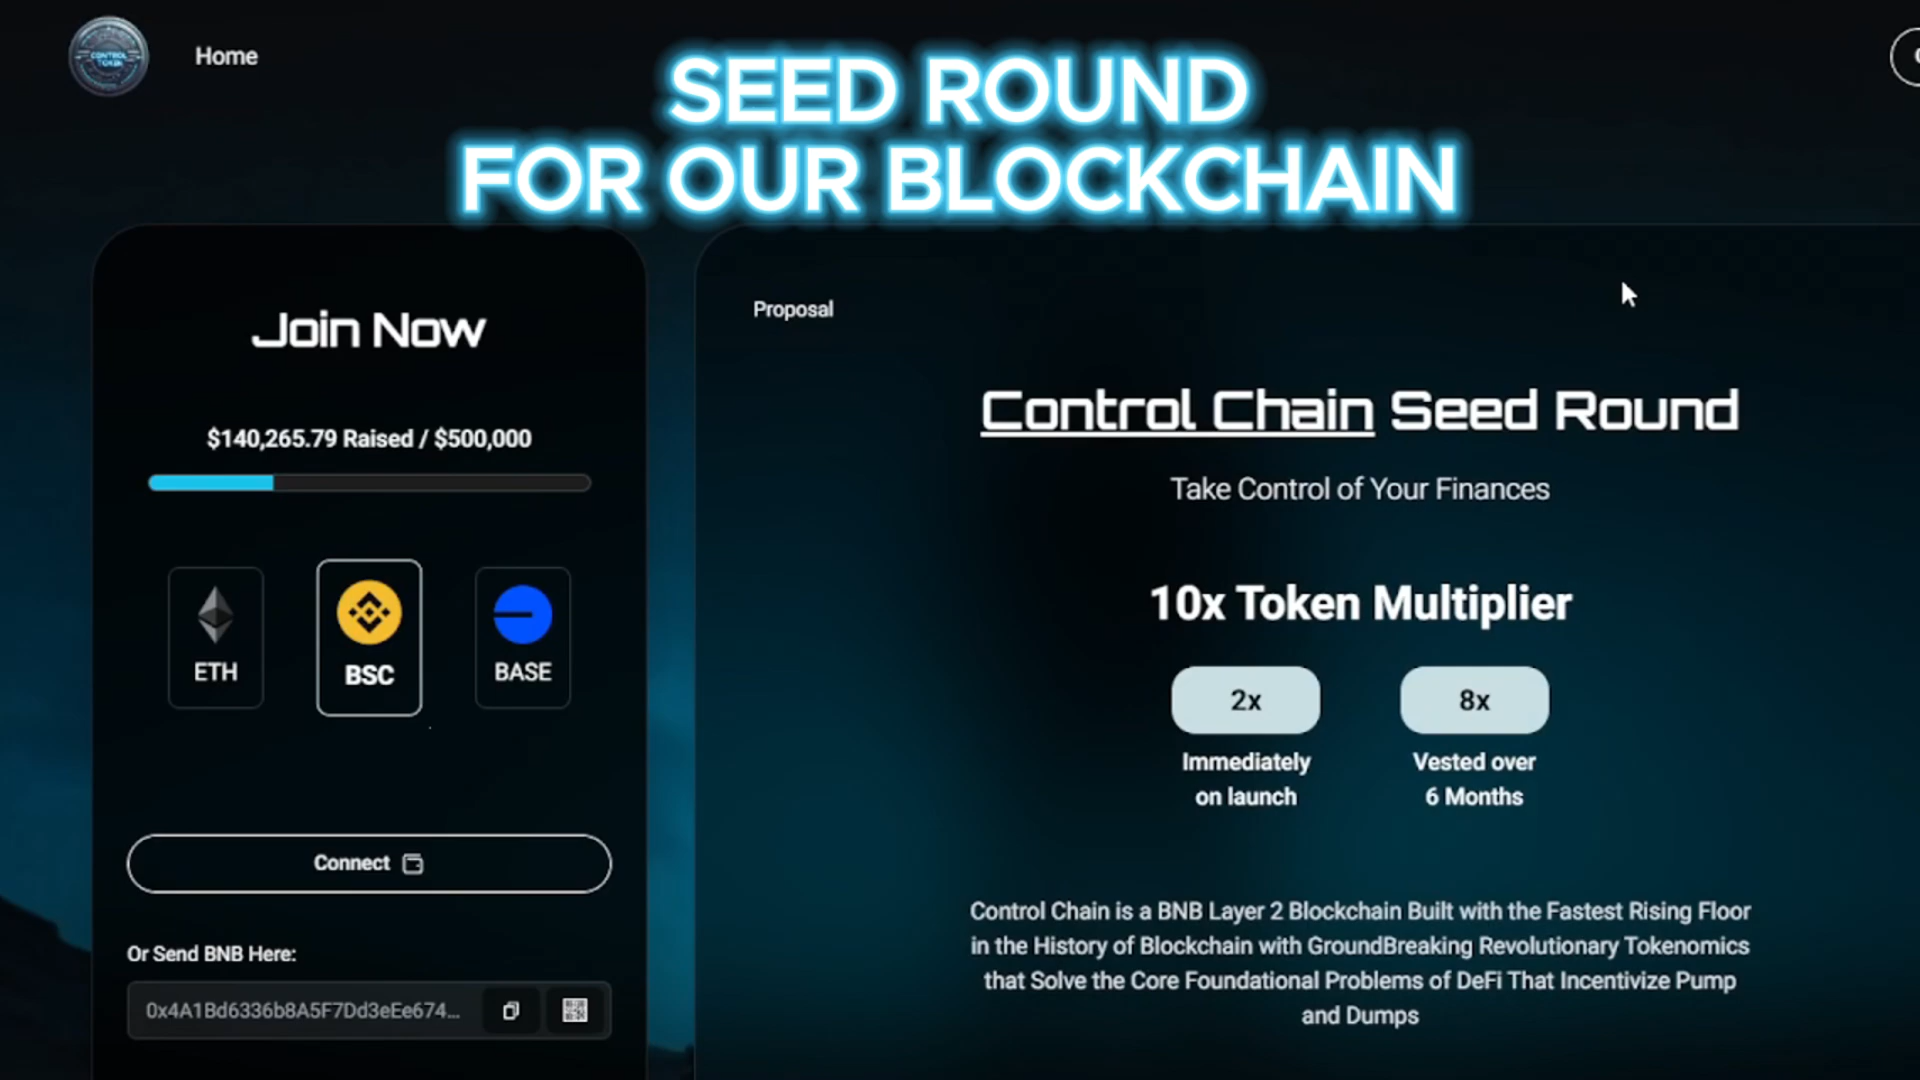 CONTROL
TOKEN
Home
SEED ROUND
FOR OUR BLOCKCHAIN
Join Now
$140,265.79 Raised / $500,000
ETH
BSC
BASE
Connect
Or Send BNB Here:
0x4A1Bd6336b8A5F7Dd3eEe674...
Proposal
Control Chain Seed Round
Take Control of Your Finances
10x Token Multiplier
2x
8x
Immediately
on launch
Vested over
6 Months
Control Chain is a BNB Layer 2 Blockchain Built with the Fastest Rising Floor
in the History of Blockchain with GroundBreaking Revolutionary Tokenomics
that Solve the Core Foundational Problems of DeFi That Incentivize Pump
and Dumps